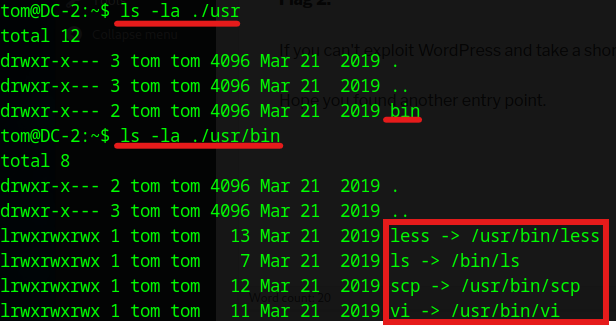 Flag 2:
tom@DC-2:~$ ls -la ./usr
total 12
Collapse menu
drwxr-x--- 3 tom tom 4096 Mar 21  2019 .
If you can't exploit WordPress and take a shor
drwxr-x--- 3 tom tom 4096 Mar 21  2019 ..
Hope you found another entry point.
drwxr-x--- 2 tom tom 4096 Mar 21  2019 bin
tom@DC-2:~$ ls -la ./usr/bin
total 8
drwxr-x--- 2 tom tom 4096 Mar 21  2019 .
drwxr-x--- 3 tom tom 4096 Mar 21  2019 ..
lrwxrwxrwx 1 tom tom   13 Mar 21  2019 less -> /usr/bin/less
lrwxrwxrwx 1 tom tom    7 Mar 21  2019 ls -> /bin/ls
lrwxrwxrwx 1 tom tom   12 Mar 21  2019 scp -> /usr/bin/scp
Word count: 20
lrwxrwxrwx 1 tom tom   11 Mar 21  2019 vi -> /usr/bin/vi